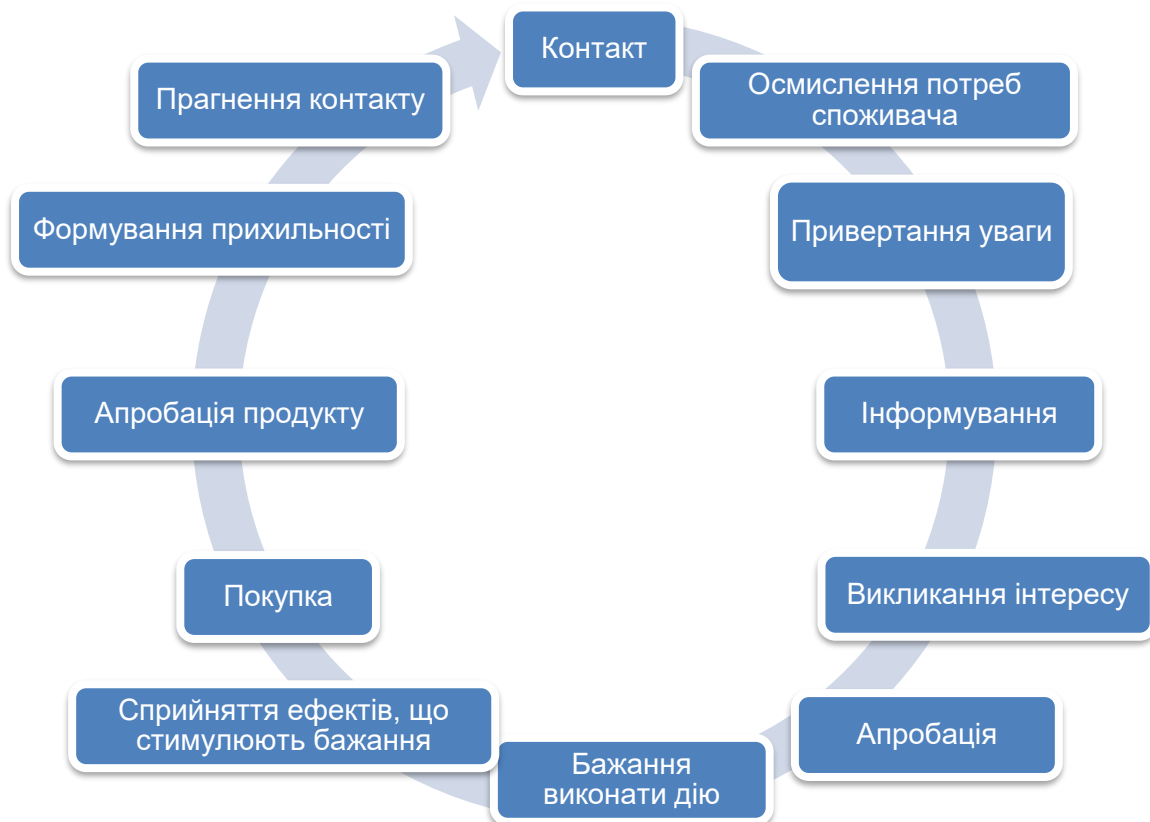 Контакт
Осмислення потреб
споживача
Привертання уваги
Інформування
Викликання інтересу
Апробація
Бажання
виконати дію
Сприйняття ефектів, що
стимулюють бажання
Покупка
Апробація продукту
Формування прихильності
Прагнення контакту